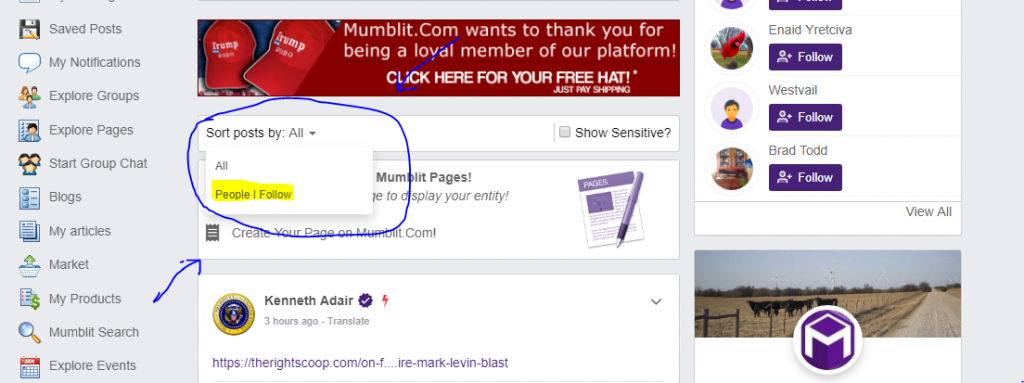 Saved Posts
My Notifications
Explore Groups
Explore Pages
Start Group Chat
Blogs
My articles
Market
My Products
Mumblit Search
Explore Events
Trump
2020
Trump
2020
Mumblit.Com wants to thank you for
being a loyal member of our platform!
CLICK HERE FOR YOUR FREE HAT!*
JUST PAY SHIPPING
Sort posts by: All
Show Sensitive?
All
People I Follow
Mumblit Pages!
to display your entity!
Create Your Page on Mumblit.Com!
PAGES
Kenneth Adair
3 hours ago - Translate
https://therightscoop.com/on-f....ire-mark-levin-blast
Enaid Yretciva
Follow
Westvail
Follow
Brad Todd
Follow
View All